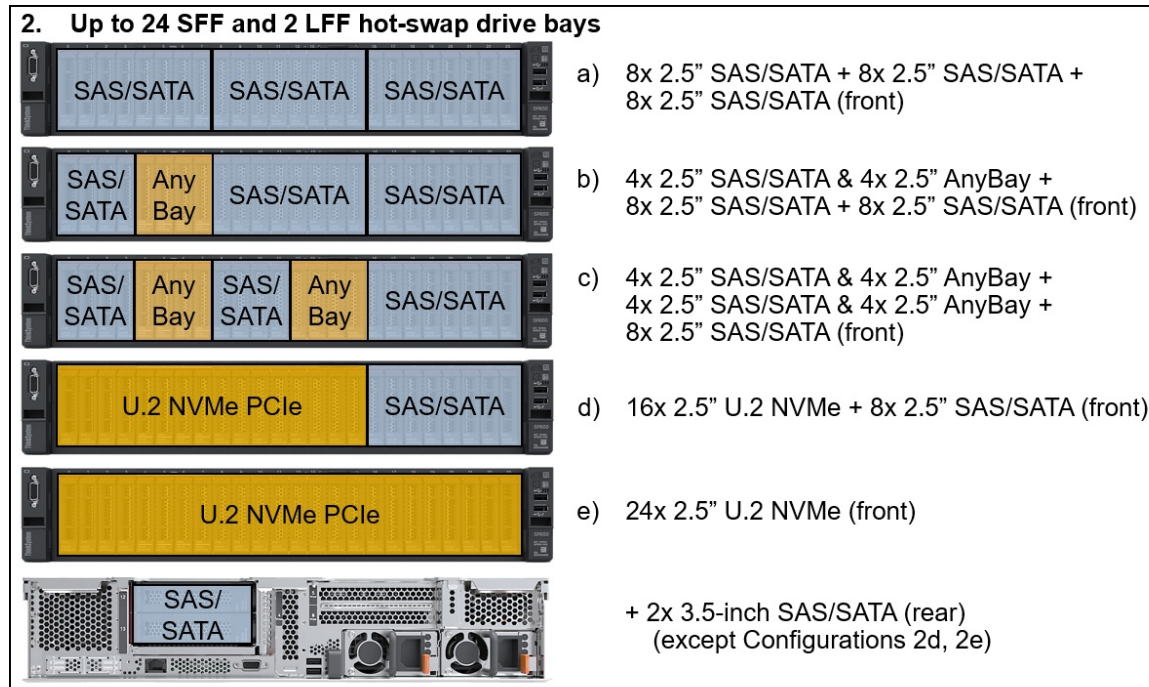 2. Up to 24 SFF and 2 LFF hot-swap drive bays
SAS/SATA SAS/SATA SAS/SATA
a) 8x 2.5” SAS/SATA + 8x 2.5” SAS/SATA +
8x 2.5” SAS/SATA (front)
SAS/
SATA
Any
Bay
SAS/SATA SAS/SATA
b) 4x 2.5” SAS/SATA & 4x 2.5” AnyBay +
8x 2.5” SAS/SATA + 8x 2.5” SAS/SATA (front)
SAS/
SATA
Any
Bay
SAS/
SATA
Any
Bay
SAS/SATA
c) 4x 2.5” SAS/SATA & 4x 2.5” AnyBay +
4x 2.5” SAS/SATA & 4x 2.5” AnyBay +
8x 2.5” SAS/SATA (front)
U.2 NVMe PCIe SAS/SATA
d) 16x 2.5” U.2 NVMe + 8x 2.5” SAS/SATA (front)
U.2 NVMe PCIe
e) 24x 2.5” U.2 NVMe (front)
SAS/
SATA
+ 2x 3.5-inch SAS/SATA (rear)
(except Configurations 2d, 2e)